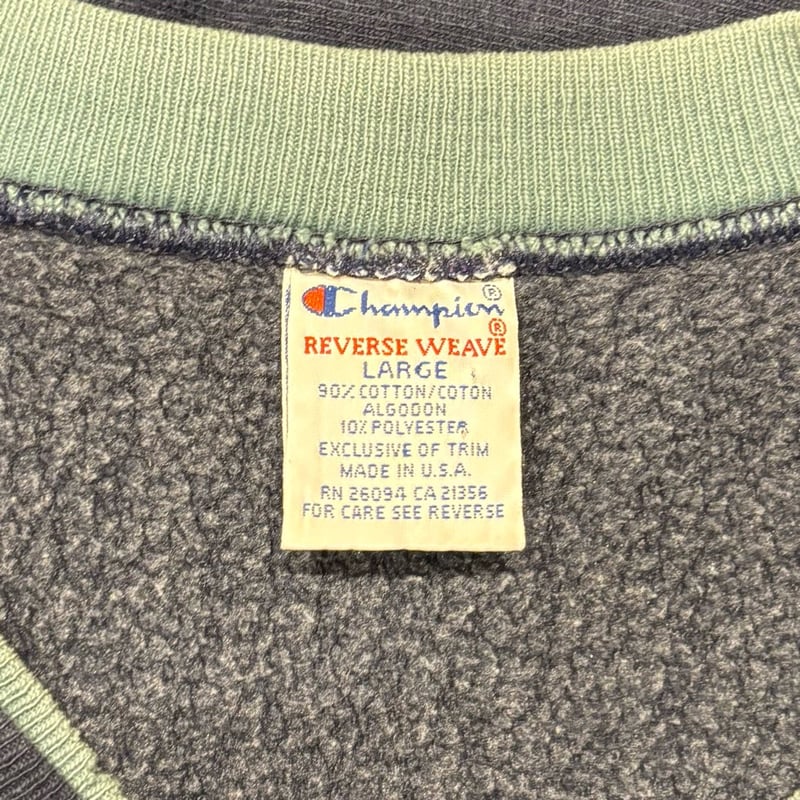 Champion®
®
REVERSE WEAVE
LARGE
90% COTTON/COTON
ALGODON
10% POLYESTER
EXCLUSIVE OF TRIM
MADE IN U.S.A.
RN 26094 CA 21356
FOR CARE SEE REVERSE